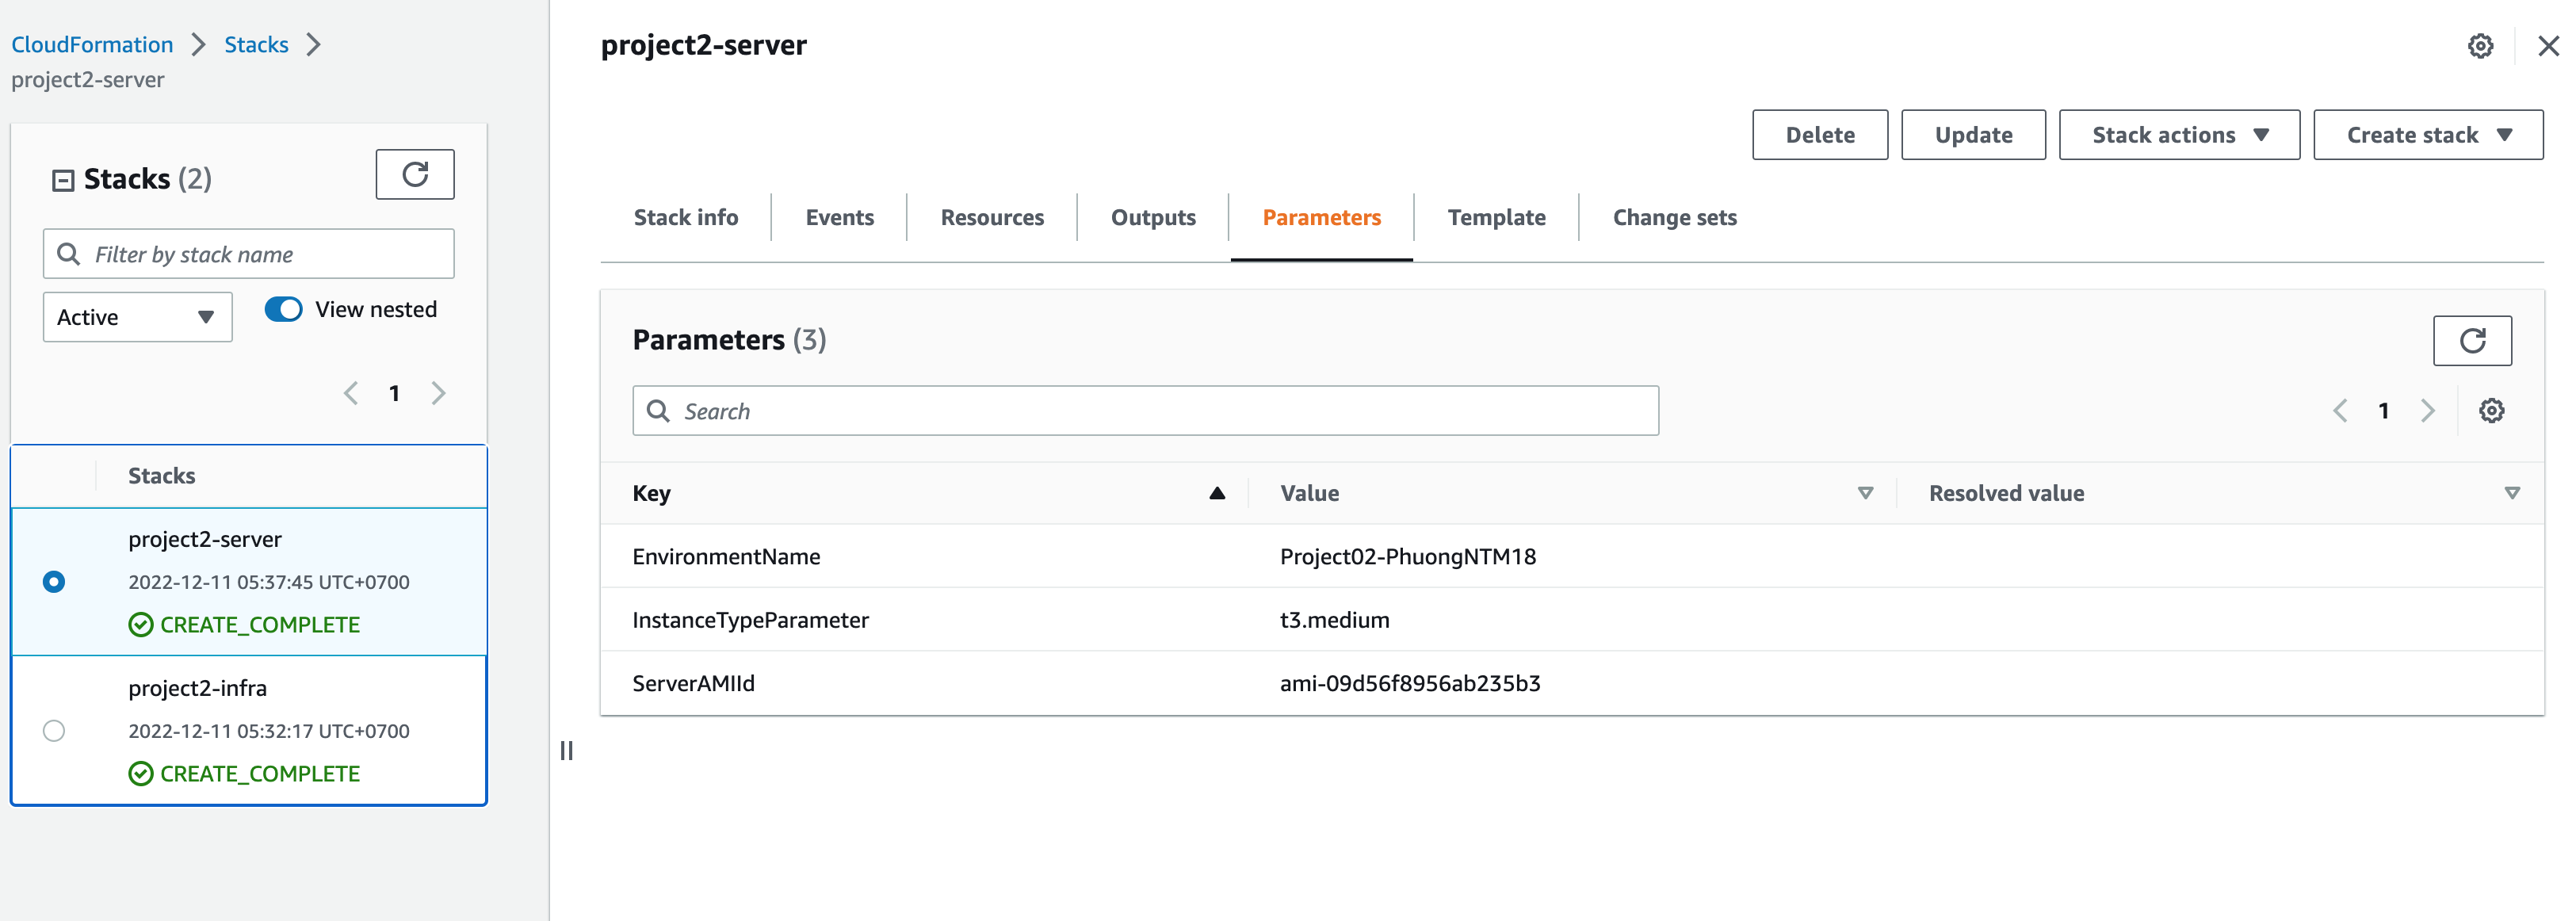 CloudFormation > Stacks >
project2-server
Stacks (2)
Filter by stack name
Active
View nested
1
Stacks
project2-server
2022-12-11 05:37:45 UTC+0700
CREATE_COMPLETE
project2-infra
2022-12-11 05:32:17 UTC+0700
CREATE_COMPLETE
project2-server
Delete Update Stack actions Create stack
Stack info Events Resources Outputs Parameters Template Change sets
Parameters (3)
Search
1
Key Value Resolved value
EnvironmentName Project02-PhuongNTM18
InstanceTypeParameter t3.medium
ServerAMIId ami-09d56f8956ab235b3